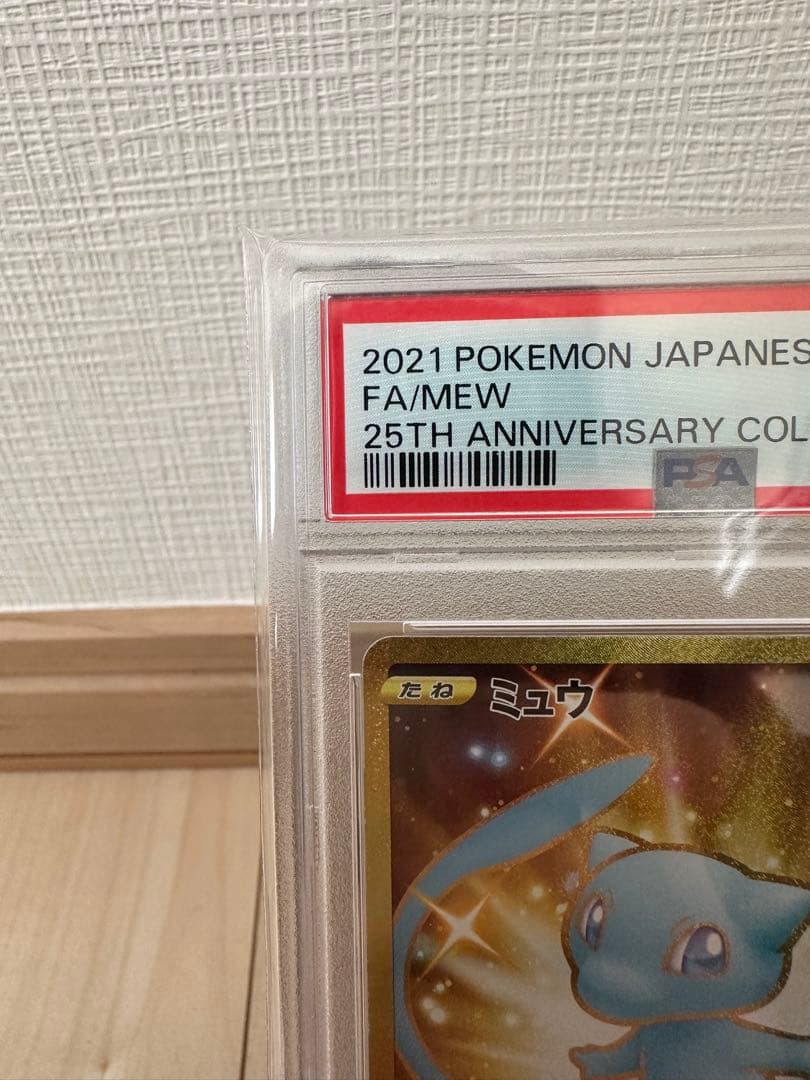 2021 POKEMON JAPANES
FA/MEW
25TH ANNIVERSARY COL
PSA
たね ミュウ